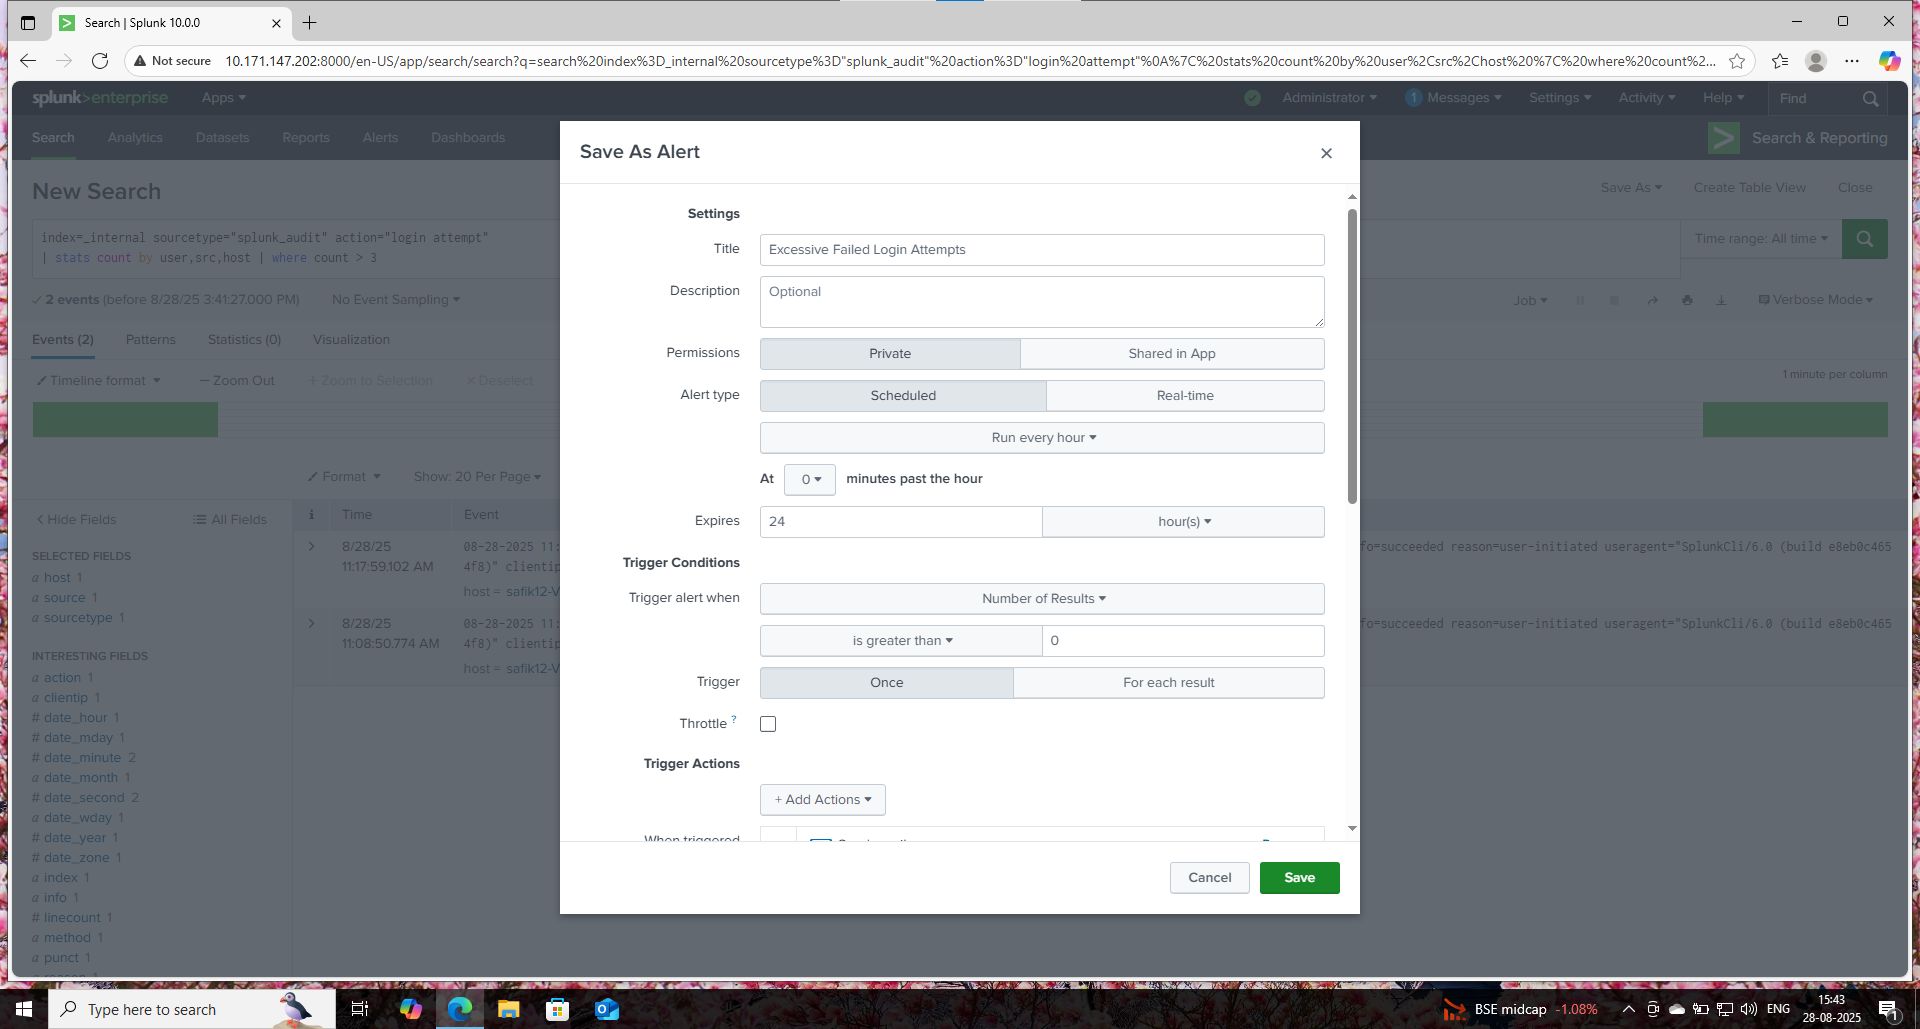 Search | Splunk 10.0.0
Not secure
10.171.147.202:8000/en-US/app/search/search?q=search%20index%3D_internal%20sourcetype%3D"splunk_audit"%20action%3D"login%20attempt"%0A%7C%20stats%20count%20by%20user%2Csrc%2Chost%20%7C%20where%20count%2...
splunk>enterprise
Apps
Administrator
1 Messages
Settings
Activity
Help
Find
Search
Analytics
Datasets
Reports
Alerts
Dashboards
Search & Reporting
New Search
Save As
Create Table View
Close
index=_internal sourcetype="splunk_audit" action="login attempt"
| stats count by user,src,host | where count > 3
Time range: All time
2 events (before 8/28/25 3:41:27.000 PM)
No Event Sampling
Job
Verbose Mode
Events (2)
Patterns
Statistics (0)
Visualization
Timeline format
— Zoom Out
+ Zoom to Selection
× Deselect
1 minute per column
Format
Show: 20 Per Page
Hide Fields
All Fields
i
Time
Event
SELECTED FIELDS
a host 1
a source 1
a sourcetype 1
INTERESTING FIELDS
a action 1
a clientip 1
# date_hour 1
# date_mday 1
# date_minute 2
a date_month 1
# date_second 2
a date_wday 1
# date_year 1
a date_zone 1
a index 1
a info 1
# linecount 1
a method 1
a punct 1
8/28/25
11:17:59.102 AM
08-28-2025 11:
4f8)" clientip
host = safik12-V
fo=succeeded reason=user-initiated useragent="SplunkCli/6.0 (build e8eb0c465
8/28/25
11:08:50.774 AM
08-28-2025 11:
4f8)" clientip
host = safik12-V
fo=succeeded reason=user-initiated useragent="SplunkCli/6.0 (build e8eb0c465
Save As Alert
Settings
Title
Excessive Failed Login Attempts
Description
Optional
Permissions
Private
Shared in App
Alert type
Scheduled
Real-time
Run every hour
At 0 minutes past the hour
Expires
24
hour(s)
Trigger Conditions
Trigger alert when
Number of Results
is greater than
0
Trigger
Once
For each result
Throttle ?
Trigger Actions
+ Add Actions
When triggered
Cancel
Save
Type here to search
BSE midcap -1.08%
ENG
15:43
28-08-2025
1